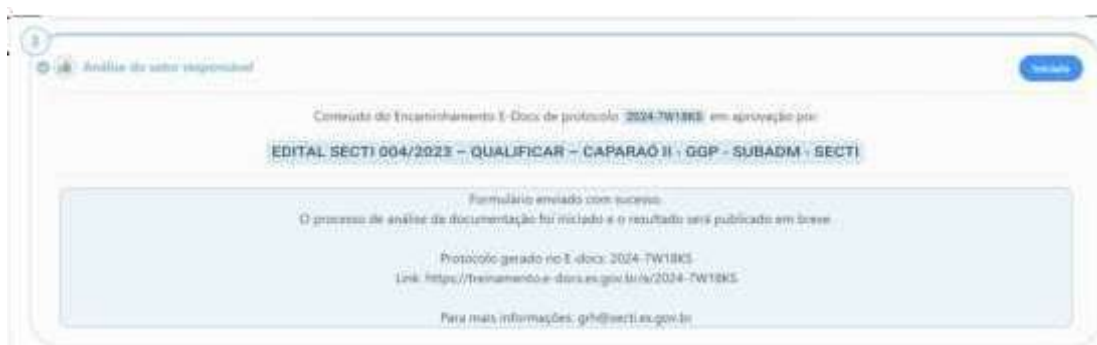 3
Análise do setor responsável
Iniciado
Conteúdo do Encaminhamento E-Docs de protocolo 2024-7W18KS em aprovação por:
EDITAL SECTI 004/2023 – QUALIFICAR – CAPARAÓ II - GGP - SUBADM - SECTI
Formulário enviado com sucesso.
O processo de análise da documentação foi iniciado e o resultado será publicado em breve.
Protocolo gerado no E-docs: 2024-7W18KS
Link: https://treinamento.e-docs.es.gov.br/e/2024-7W18KS
Para mais informações: grh@secti.es.gov.br